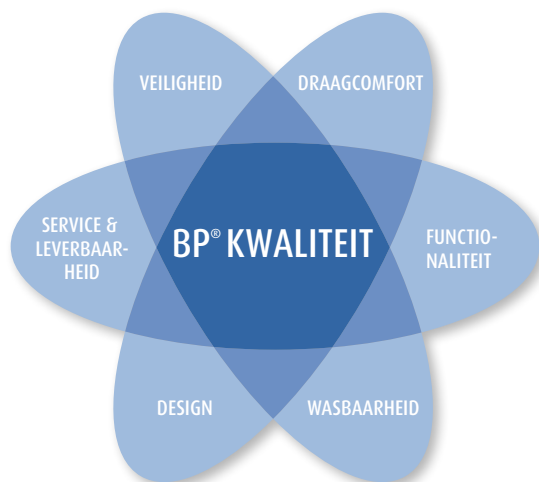 VEILIGHEID
DRAAGCOMFORT
SERVICE &
LEVERBAAR-
HEID
BP® KWALITEIT
FUNCTIO-
NALITEIT
DESIGN
WASBAARHEID